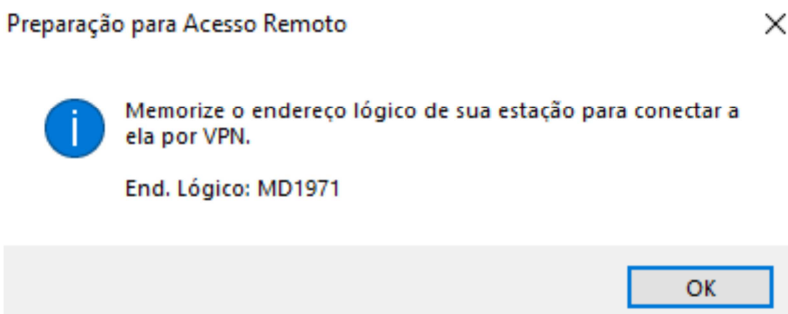 Preparação para Acesso Remoto
Memorize o endereço lógico de sua estação para conectar a
ela por VPN.
End. Lógico: MD1971
OK